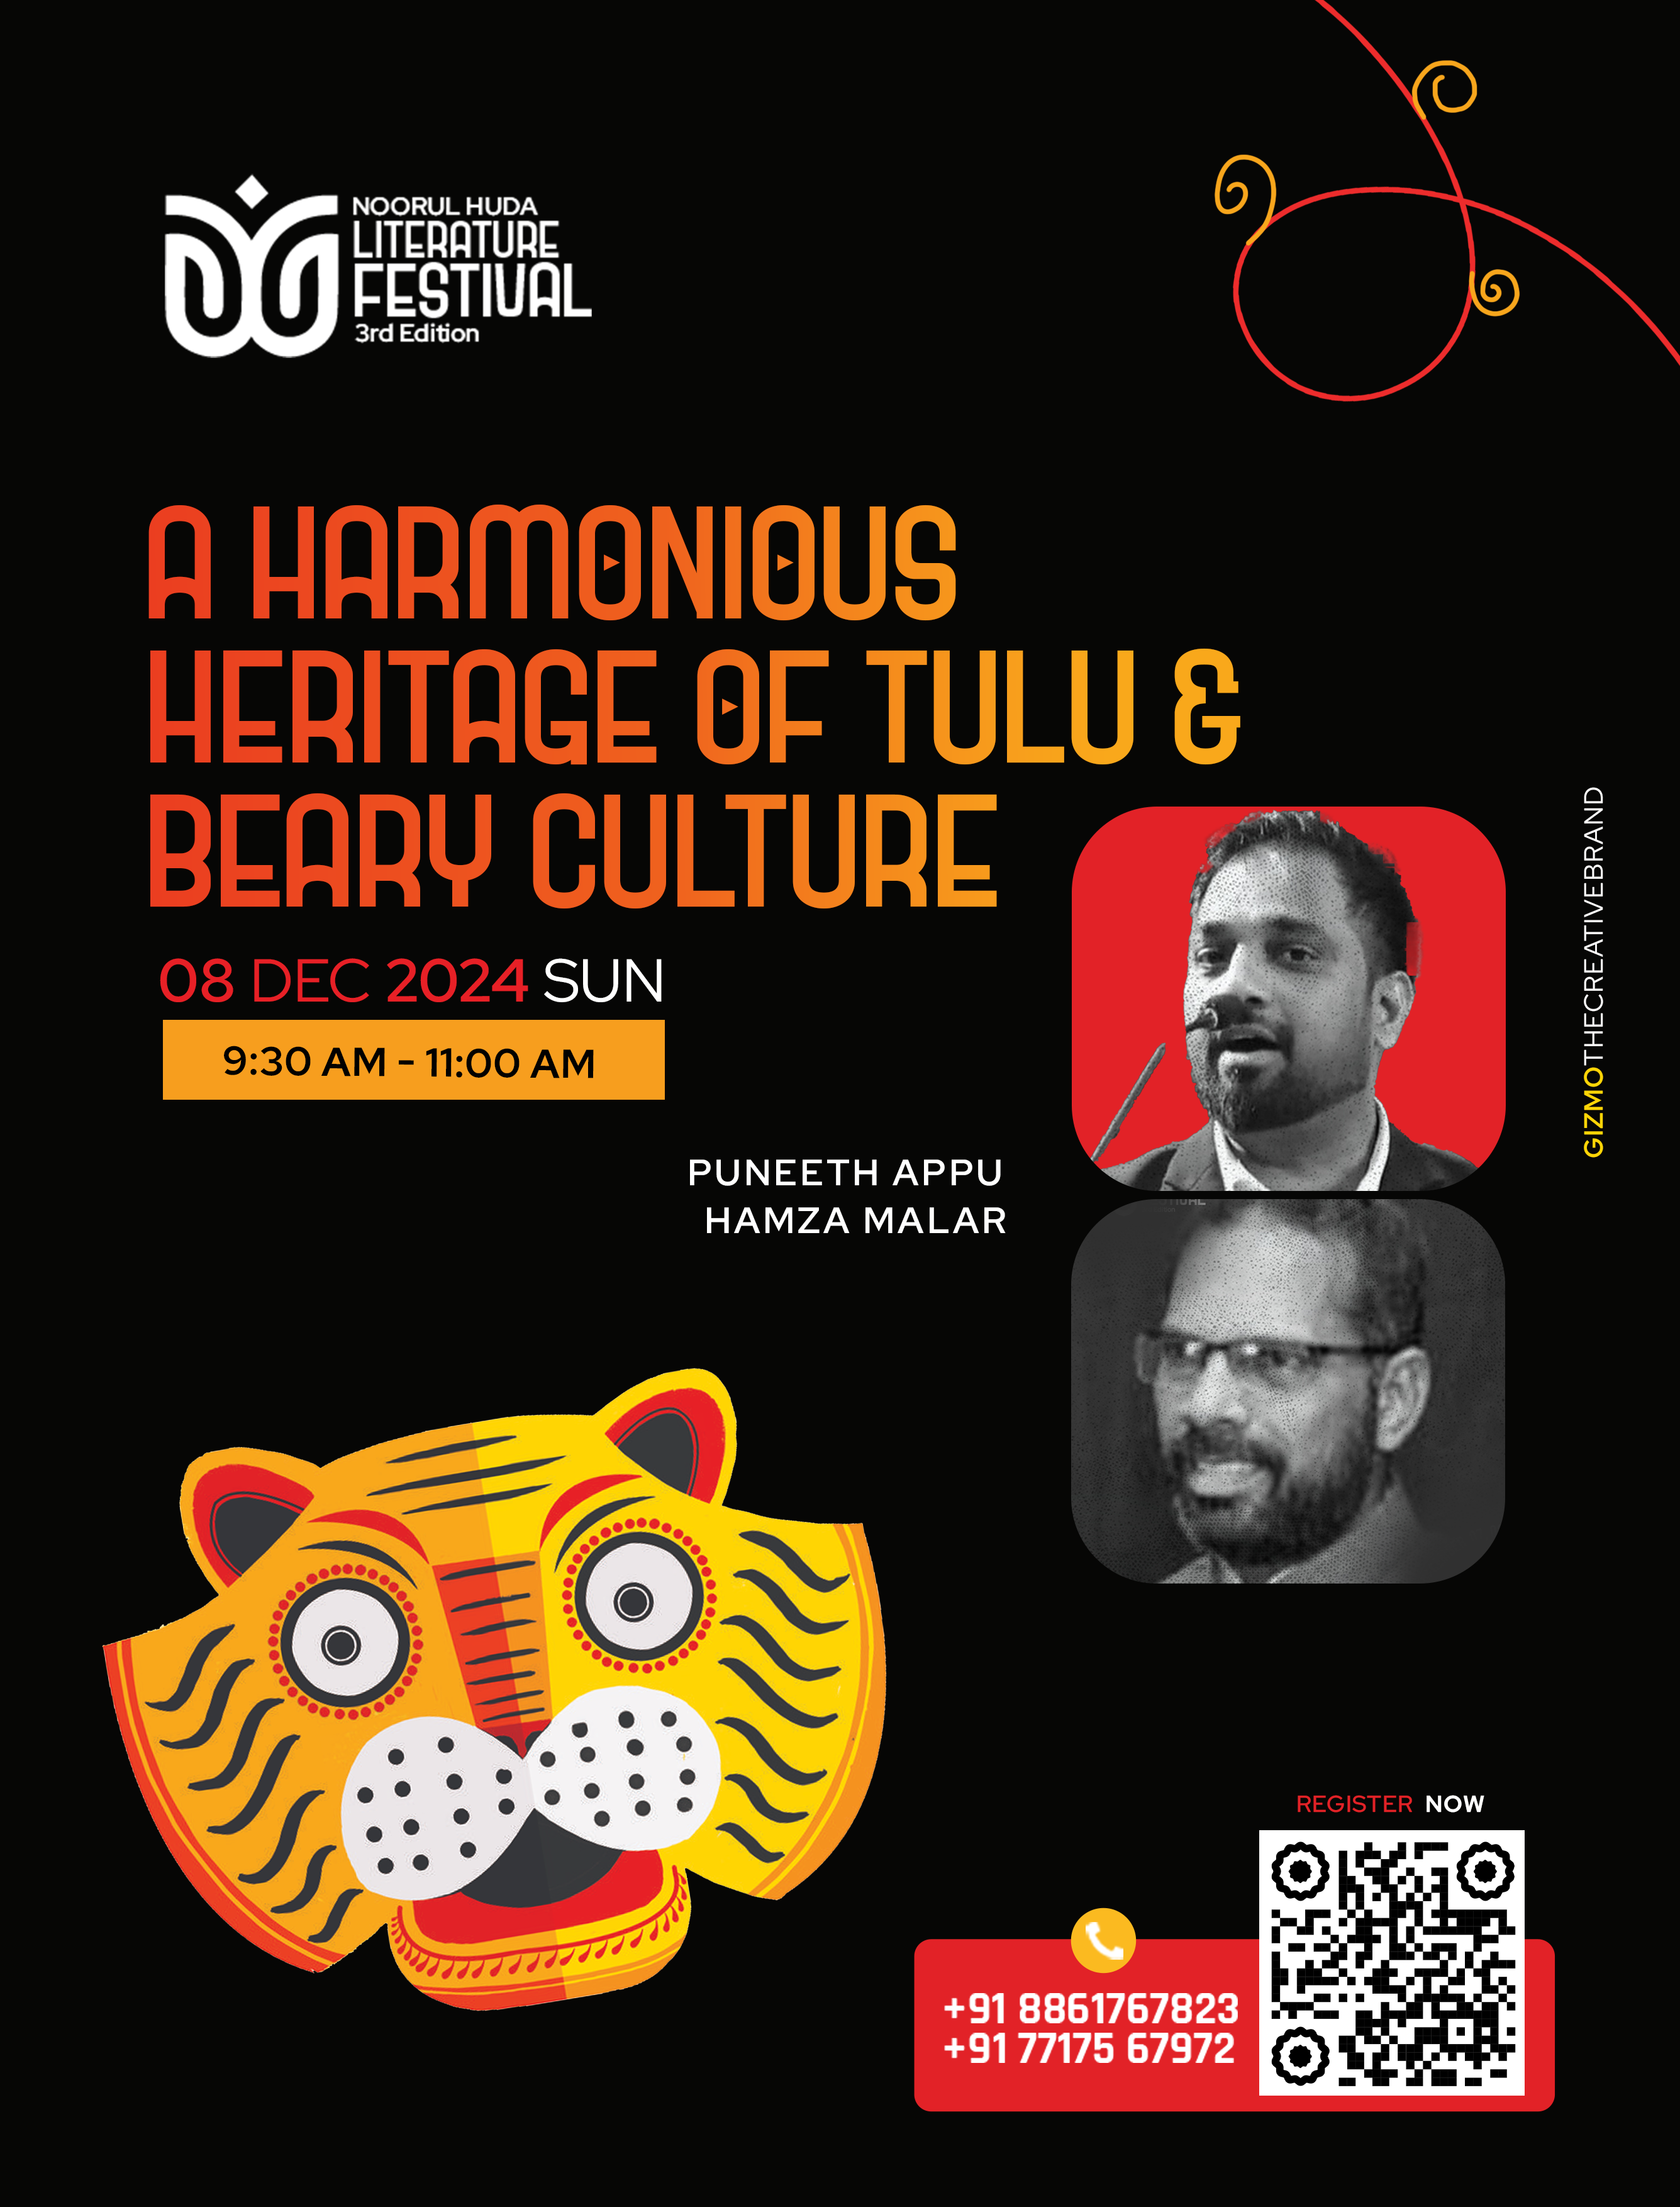 NOORUL HUDA
LITERATURE
FESTIVAL
3rd Edition
A HARMONIOUS
HERITAGE OF TULU &
BEARY CULTURE
08 DEC 2024 SUN
9:30 AM - 11:00 AM
PUNEETH APPU
HAMZA MALAR
GIZMOTHECREATIVEBRAND
REGISTER NOW
+91 8861767823
+91 77175 67972